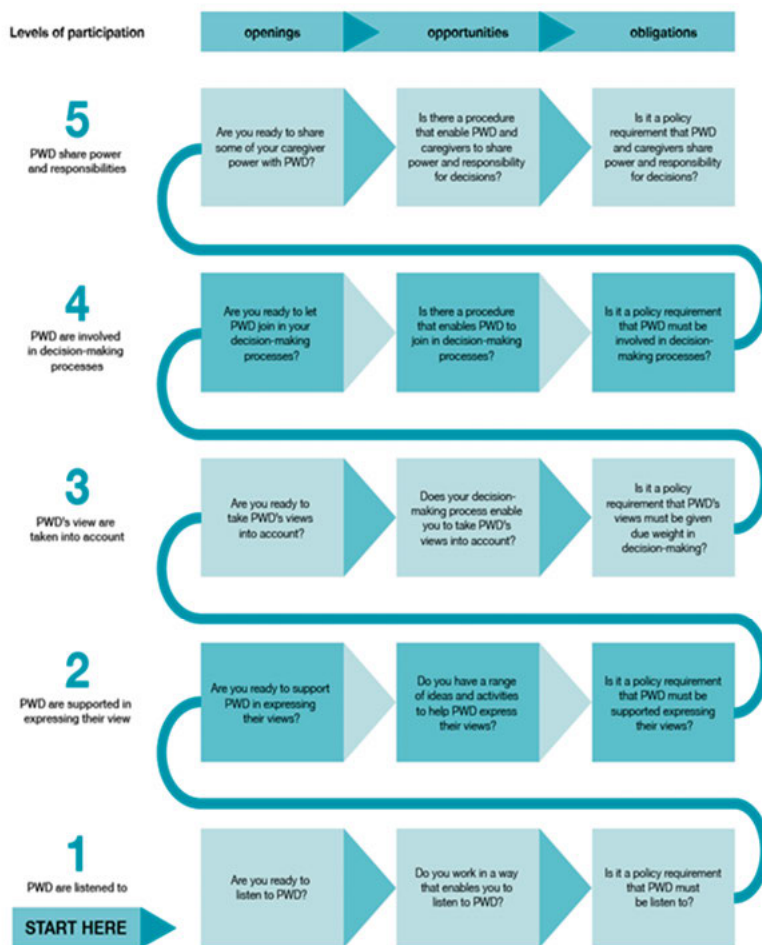 Levels of participation
openings
opportunities
obligations
5
PWD share power
and responsibilities
Are you ready to share
some of your caregiver
power with PWD?
Is there a procedure
that enable PWD and
caregivers to share
power and responsibility
for decisions?
Is it a policy
requirement that PWD
and caregivers share
power and responsibility
for decisions?
4
PWD are involved
in decision-making
processes
Are you ready to let
PWD join in your
decision-making
processes?
Is there a procedure
that enables PWD to
join in decision-making
processes?
Is it a policy requirement
that PWD must be
involved in decision-
making processes?
3
PWD's view are
taken into account
Are you ready to
take PWD's views
into account?
Does your decision-
making process enable
you to take PWD's
views into account?
Is it a policy
requirement that PWD's
views must be given
due weight in
decision-making?
2
PWD are supported in
expressing their view
Are you ready to support
PWD in expressing
their views?
Do you have a range
of ideas and activities
to help PWD express
their views?
Is it a policy requirement
that PWD must be
supported expressing
their views?
1
PWD are listened to
START HERE
Are you ready to
listen to PWD?
Do you work in a way
that enables you to
listen to PWD?
Is it a policy requirement
that PWD must
be listen to?